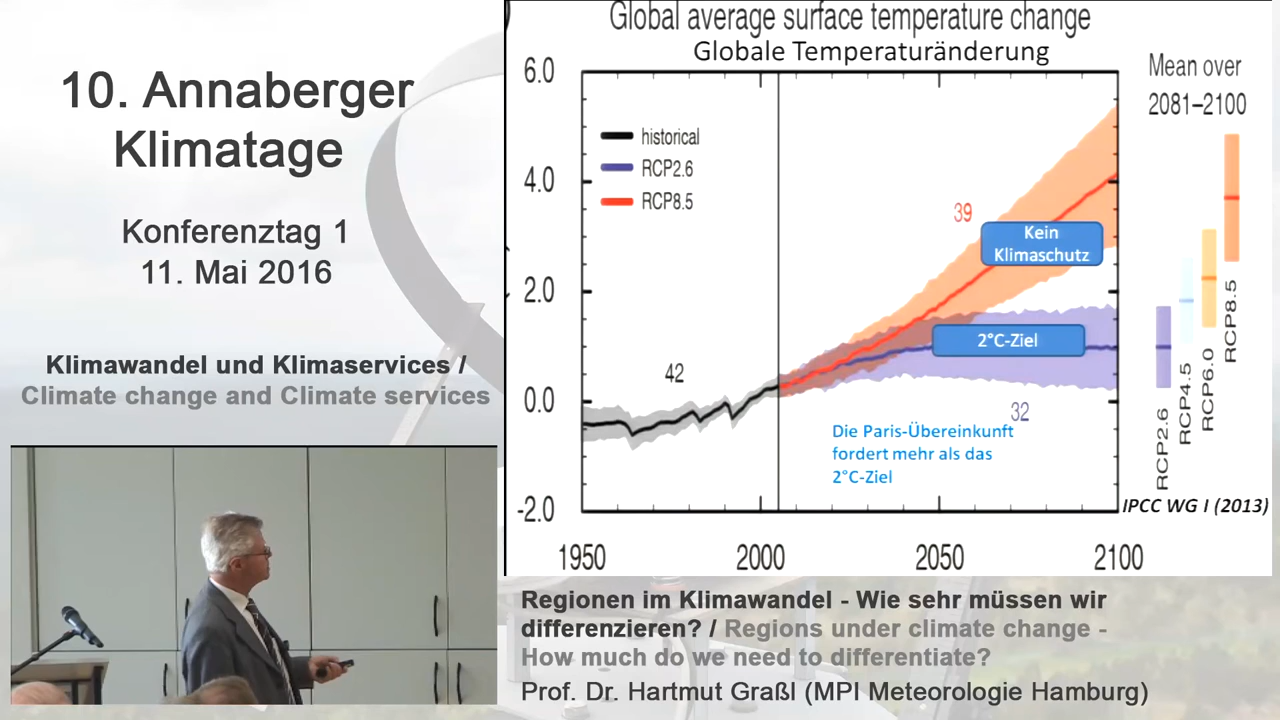 10. Annaberger
Klimatage
Konferenztag 1
11. Mai 2016
Klimawandel und Klimaservices /
Climate change and Climate services
Global average surface temperature change
Globale Temperaturänderung
6.0
4.0
2.0
0.0
-2.0
historical
RCP2.6
RCP8.5
42
39
Kein
Klimaschutz
2°C-Ziel
32
Die Paris-Übereinkunft
fordert mehr als das
2°C-Ziel
1950 2000 2050 2100
Mean over
2081–2100
RCP2.6
RCP4.5
RCP6.0
RCP8.5
IPCC WG I (2013)
Regionen im Klimawandel - Wie sehr müssen wir
differenzieren? / Regions under climate change -
How much do we need to differentiate?
Prof. Dr. Hartmut Graßl (MPI Meteorologie Hamburg)